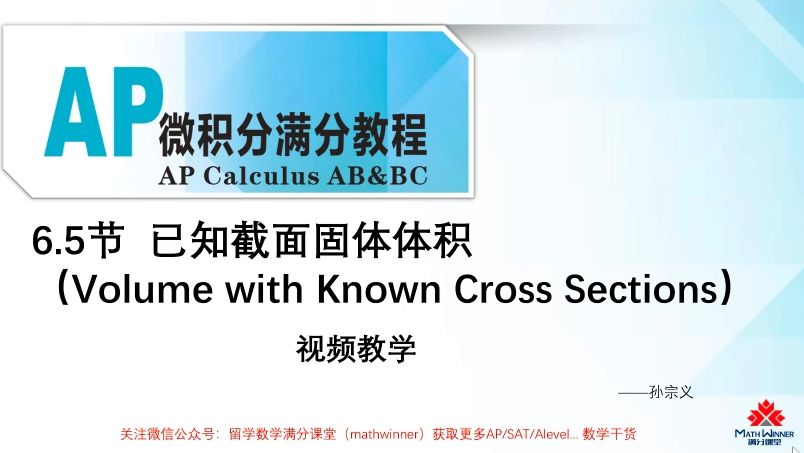 AP微积分满分教程
AP Calculus AB&BC
6.5节 已知截面固体体积
（Volume with Known Cross Sections）
视频教学
——孙宗义
关注微信公众号：留学数学满分课堂（mathwinner）获取更多AP/SAT/Alevel... 数学干货
MATH WINNER
满分课堂